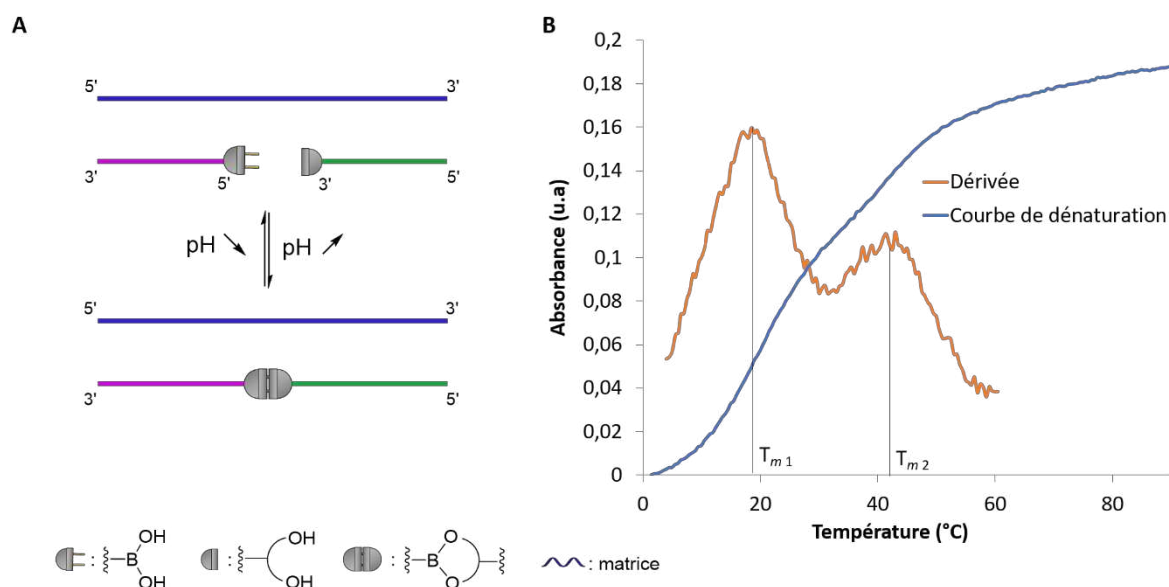 A
5'
3'
3'
5'
3'
5'
pH
pH
5'
3'
3'
5'
:
B
OH
OH
:
OH
OH
:
B
O
O
: matrice
B
Absorbance (u.a)
0,2
0,18
0,16
0,14
0,12
0,1
0,08
0,06
0,04
0,02
0
Dérivée
Courbe de dénaturation
Tm 1
Tm 2
0
20
40
60
80
Température (°C)